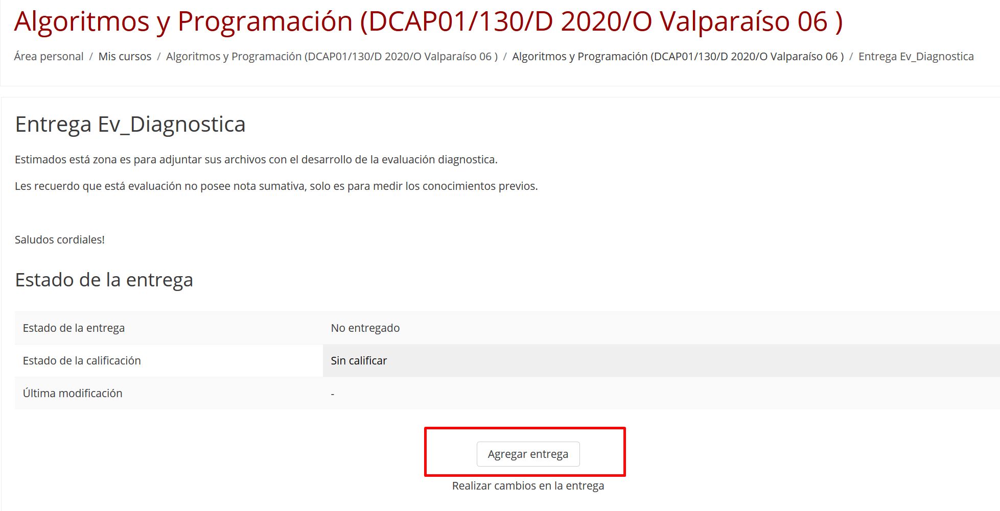 Algoritmos y Programación (DCAP01/130/D 2020/O Valparaíso 06 )
Área personal / Mis cursos / Algoritmos y Programación (DCAP01/130/D 2020/O Valparaíso 06 ) / Algoritmos y Programación (DCAP01/130/D 2020/O Valparaíso 06 ) / Entrega Ev_Diagnostica
Entrega Ev_Diagnostica
Estimados está zona es para adjuntar sus archivos con el desarrollo de la evaluación diagnostica.
Les recuerdo que está evaluación no posee nota sumativa, solo es para medir los conocimientos previos.
Saludos cordiales!
Estado de la entrega
Estado de la entrega No entregado
Estado de la calificación Sin calificar
Última modificación -
Agregar entrega
Realizar cambios en la entrega